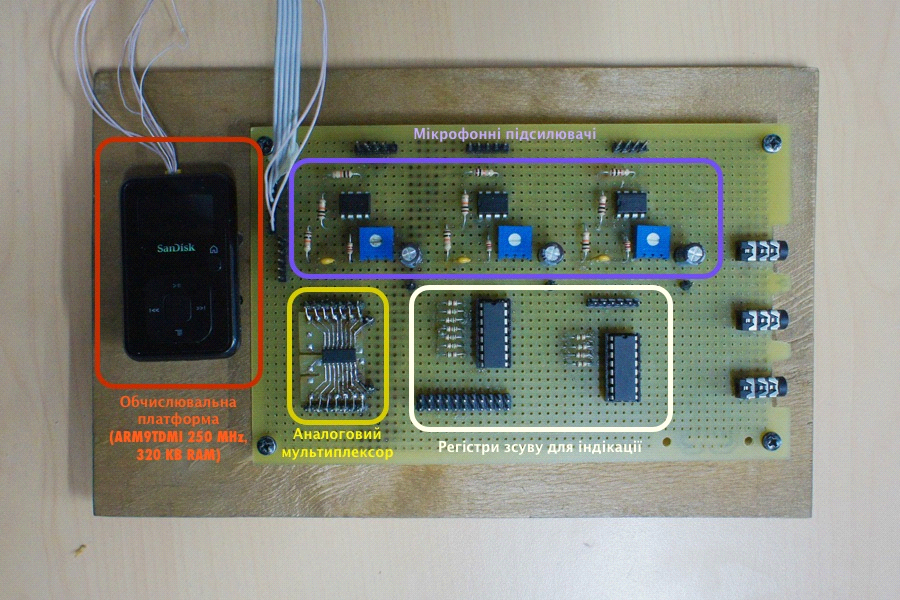 Мікрофонні підсилювачі
SanDisk
Обчислювальна
платформа
(ARM9TDMI 250 MHz,
320 KB RAM)
Аналоговий
мультиплексор
Регістри зсуву для індікації